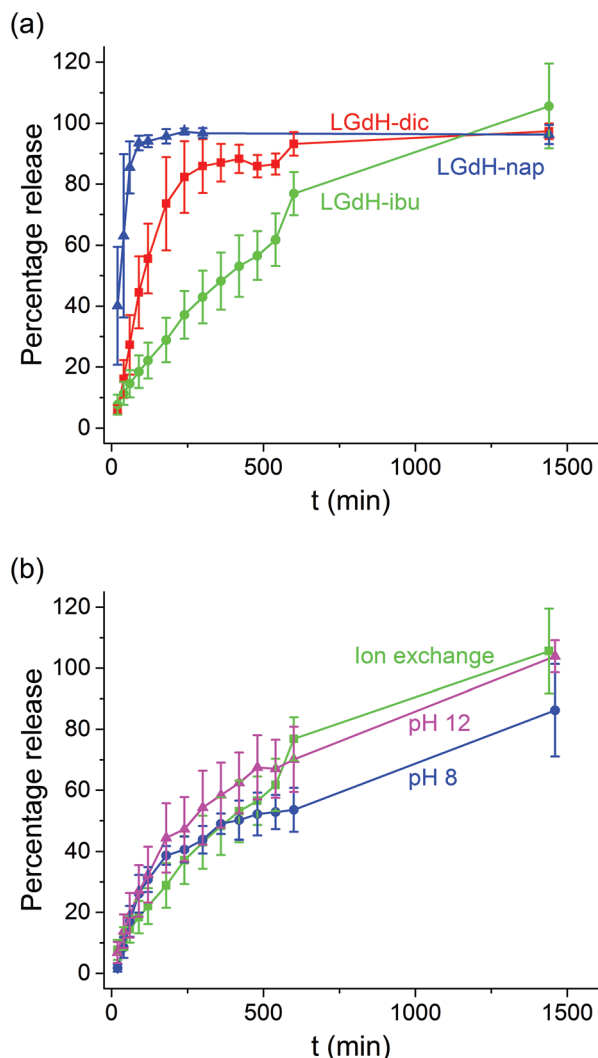 (a)
120
100
80
60
40
20
0
Percentage release
LGdH-dic
LGdH-nap
LGdH-ibu
0
500
1000
1500
t (min)
(b)
120
100
80
60
40
20
0
Percentage release
Ion exchange
pH 12
pH 8
0
500
1000
1500
t (min)